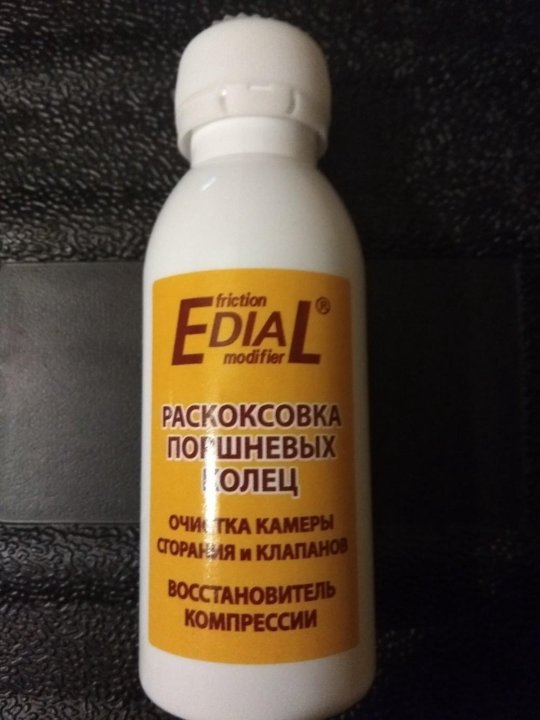 friction
EDIAL®
modifier
РАСКОКСОВКА
ПОРШНЕВЫХ
КОЛЕЦ
ОЧИСТКА КАМЕРЫ
СГОРАНИЯ и КЛАПАНОВ
ВОССТАНОВИТЕЛЬ
КОМПРЕССИИ